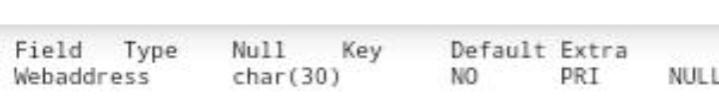 Field Type Null Key Default Extra
Webaddress char(30) NO PRI NULL